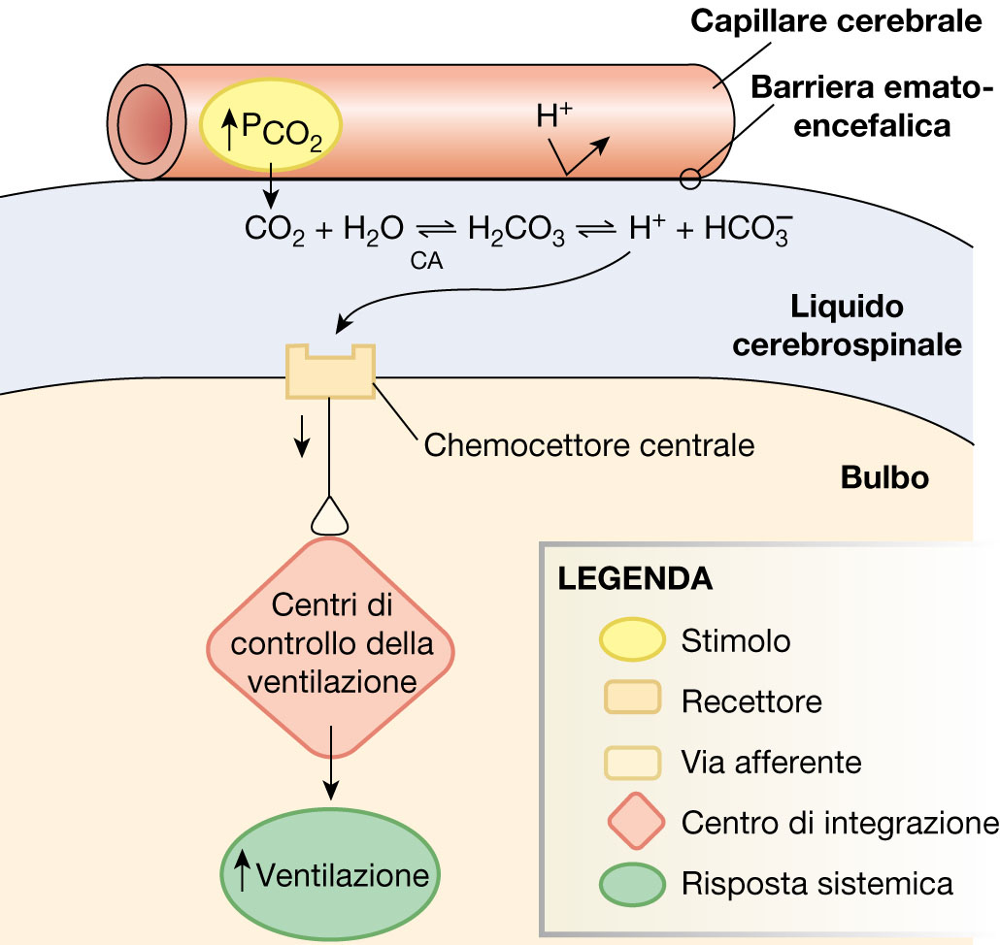 Capillare cerebrale
Barriera emato-
encefalica
↑PCO₂
H⁺
CO₂ + H₂O ⇌ H₂CO₃ ⇌ H⁺ + HCO₃⁻
CA
Liquido
cerebrospinale
Chemocettore centrale
Bulbo
Centri di
controllo della
ventilazione
↑Ventilazione
LEGENDA
Stimolo
Recettore
Via afferente
Centro di integrazione
Risposta sistemica